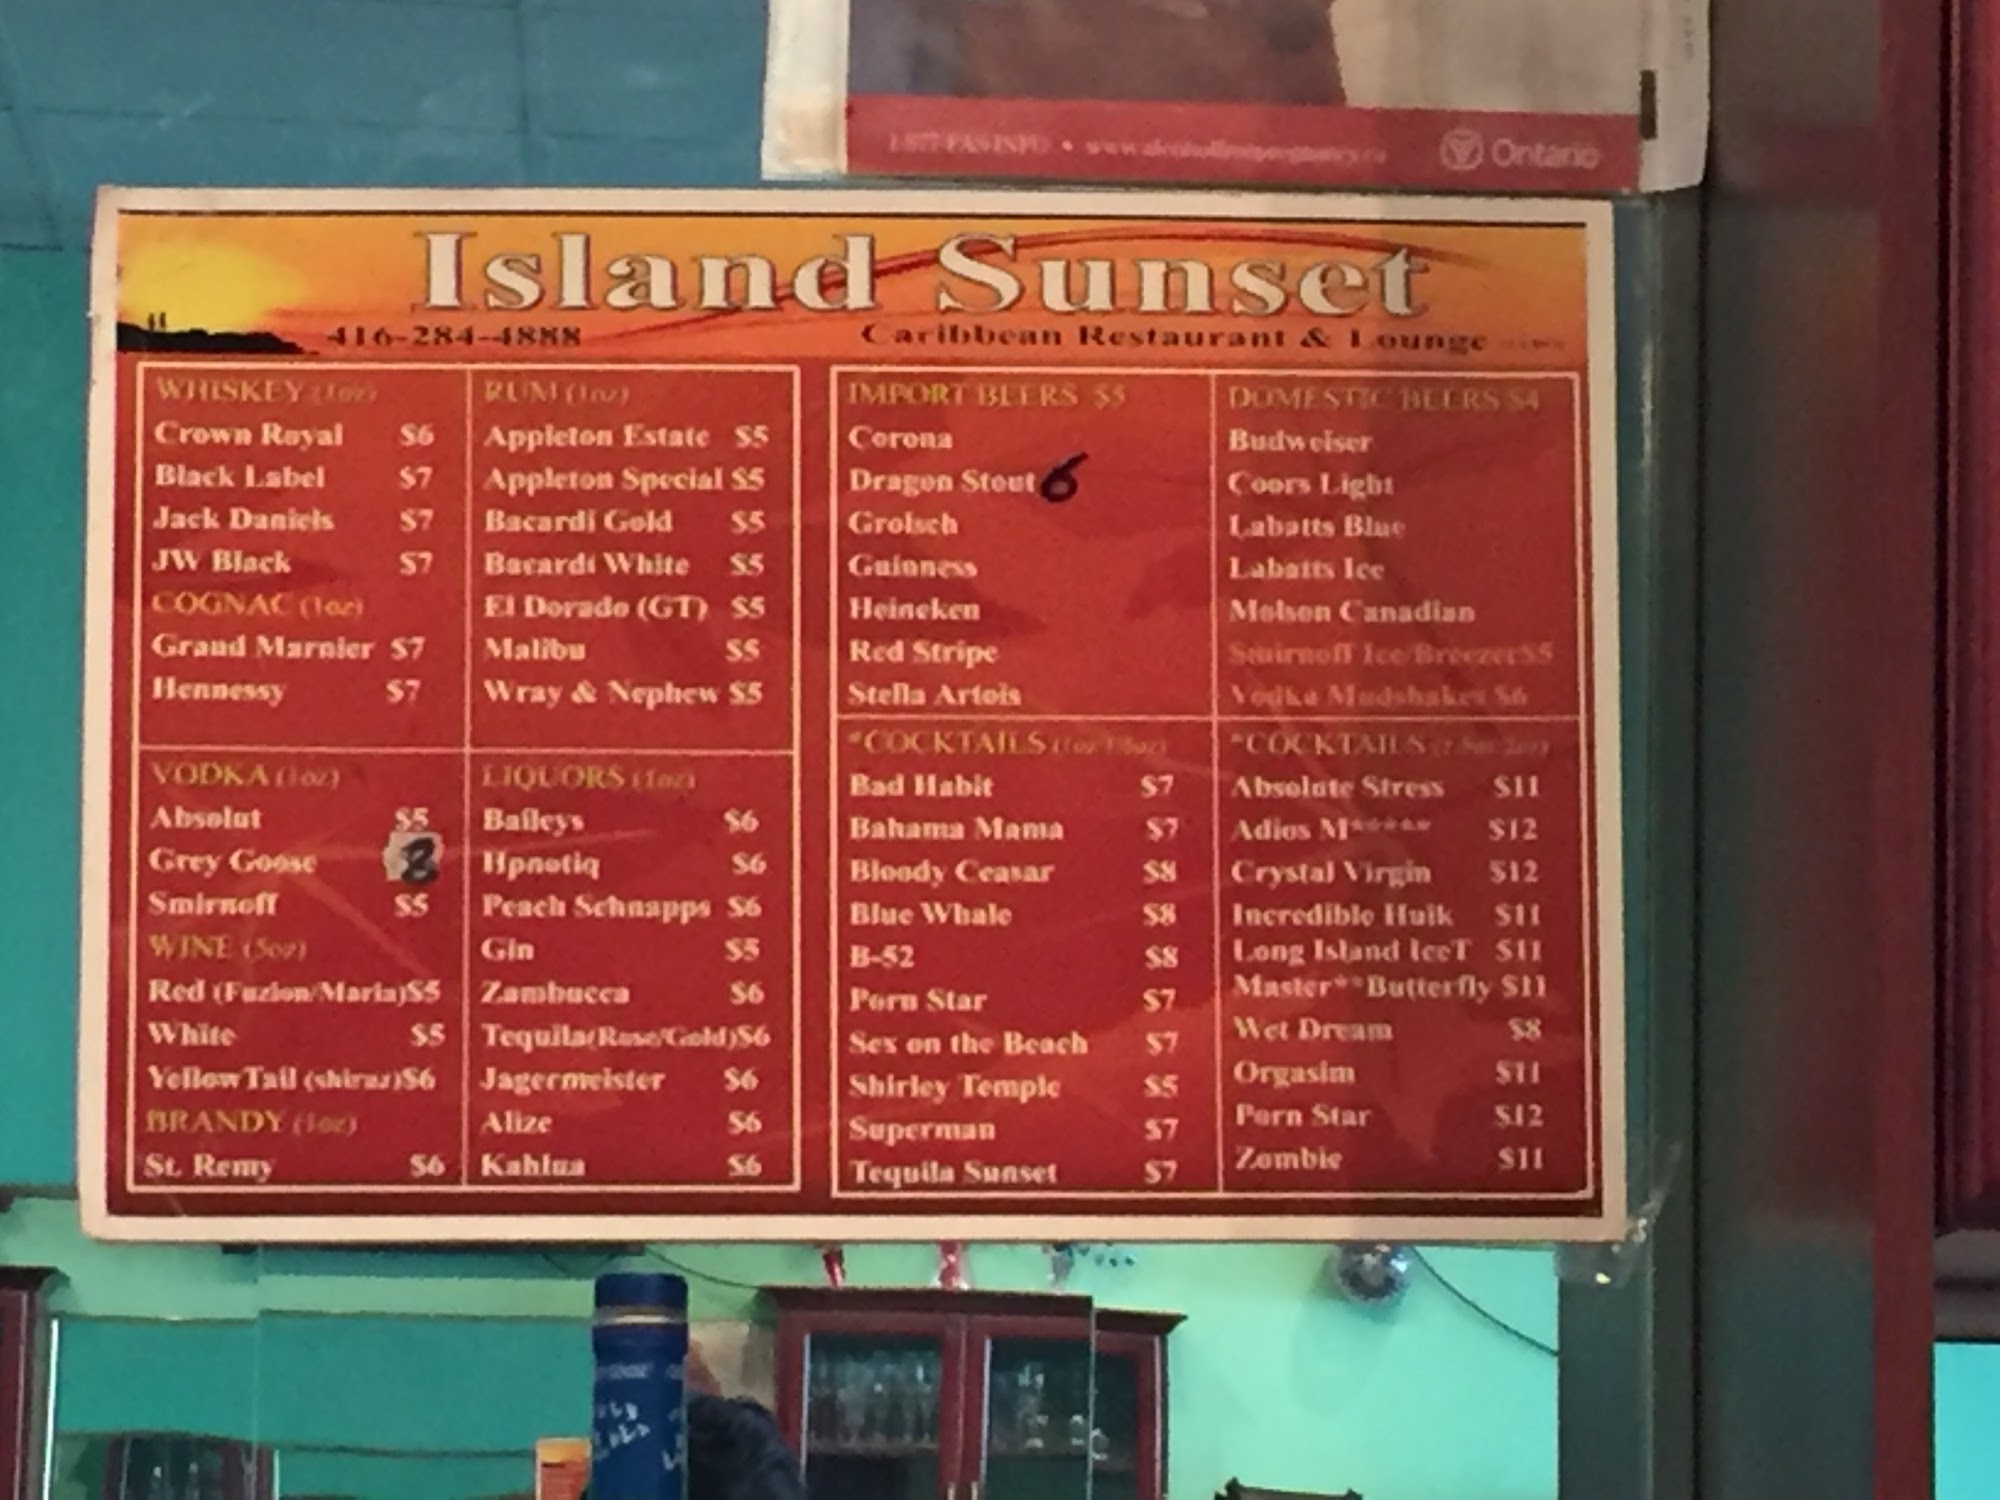 Ontario
Island Sunset
416-284-4888
Caribbean Restaurant & Lounge
WHISKEY (1oz)
Crown Royal $6
Black Label $7
Jack Daniels $7
JW Black $7
COGNAC (1oz)
Grand Marnier $7
Hennessy $7
RUM (1oz)
Appleton Estate $5
Appleton Special $5
Bacardi Gold $5
Bacardi White $5
El Dorado (GT) $5
Malibu $5
Wray & Nephew $5
VODKA (1oz)
Absolut $5
Grey Goose 8
Smirnoff $5
WINE (5oz)
Red (Fuzion/Maria) $5
White $5
YellowTail (shiraz) $6
BRANDY (1oz)
St. Remy $6
LIQUORS (1oz)
Baileys $6
Hpnotiq $6
Peach Schnapps $6
Gin $5
Zambucca $6
Tequila(Rose/Gold) $6
Jagermeister $6
Alize $6
Kahlua $6
IMPORT BEERS $5
Corona
Dragon Stout 6
Grolsch
Guinness
Heineken
Red Stripe
Stella Artois
DOMESTIC BEERS $4
Budweiser
Coors Light
Labatts Blue
Labatts Ice
Molson Canadian
Smirnoff Ice/Breezer $5
Vodka Mudshakes $6
*COCKTAILS
Bad Habit $7
Bahama Mama $7
Bloody Ceasar $8
Blue Whale $8
B-52 $8
Porn Star $7
Sex on the Beach $7
Shirley Temple $5
Superman $7
Tequila Sunset $7
*COCKTAILS
Absolute Stress $11
Adios M***** $12
Crystal Virgin $12
Incredible Hulk $11
Long Island IceT $11
Master**Butterfly $11
Wet Dream $8
Orgasim $11
Porn Star $12
Zombie $11